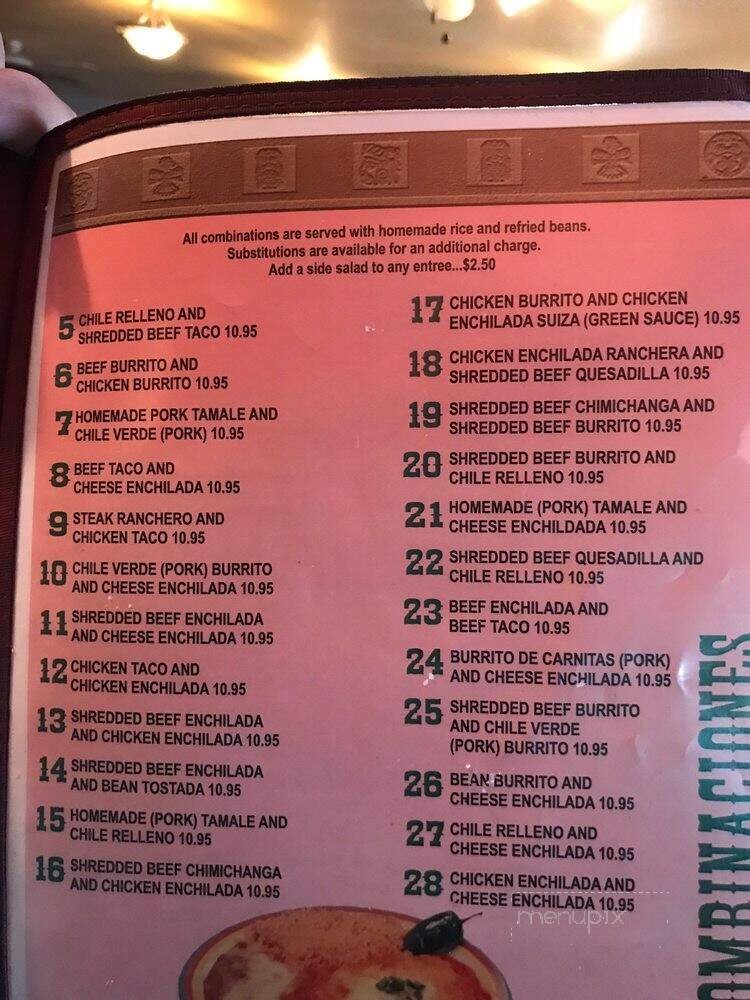 All combinations are served with homemade rice and refried beans.
Substitutions are available for an additional charge.
Add a side salad to any entree...$2.50
5 CHILE RELLENO AND
SHREDDED BEEF TACO 10.95
6 BEEF BURRITO AND
CHICKEN BURRITO 10.95
7 HOMEMADE PORK TAMALE AND
CHILE VERDE (PORK) 10.95
8 BEEF TACO AND
CHEESE ENCHILADA 10.95
9 STEAK RANCHERO AND
CHICKEN TACO 10.95
10 CHILE VERDE (PORK) BURRITO
AND CHEESE ENCHILADA 10.95
11 SHREDDED BEEF ENCHILADA
AND CHEESE ENCHILADA 10.95
12 CHICKEN TACO AND
CHICKEN ENCHILADA 10.95
13 SHREDDED BEEF ENCHILADA
AND CHICKEN ENCHILADA 10.95
14 SHREDDED BEEF ENCHILADA
AND BEAN TOSTADA 10.95
15 HOMEMADE (PORK) TAMALE AND
CHILE RELLENO 10.95
16 SHREDDED BEEF CHIMICHANGA
AND CHICKEN ENCHILADA 10.95
17 CHICKEN BURRITO AND CHICKEN
ENCHILADA SUIZA (GREEN SAUCE) 10.95
18 CHICKEN ENCHILADA RANCHERA AND
SHREDDED BEEF QUESADILLA 10.95
19 SHREDDED BEEF CHIMICHANGA AND
SHREDDED BEEF BURRITO 10.95
20 SHREDDED BEEF BURRITO AND
CHILE RELLENO 10.95
21 HOMEMADE (PORK) TAMALE AND
CHEESE ENCHILDADA 10.95
22 SHREDDED BEEF QUESADILLA AND
CHILE RELLENO 10.95
23 BEEF ENCHILADA AND
BEEF TACO 10.95
24 BURRITO DE CARNITAS (PORK)
AND CHEESE ENCHILADA 10.95
25 SHREDDED BEEF BURRITO
AND CHILE VERDE
(PORK) BURRITO 10.95
26 BEAN BURRITO AND
CHEESE ENCHILADA 10.95
27 CHILE RELLENO AND
CHEESE ENCHILADA 10.95
28 CHICKEN ENCHILADA AND
CHEESE ENCHILADA 10.95
OMBINACIONES
menupix